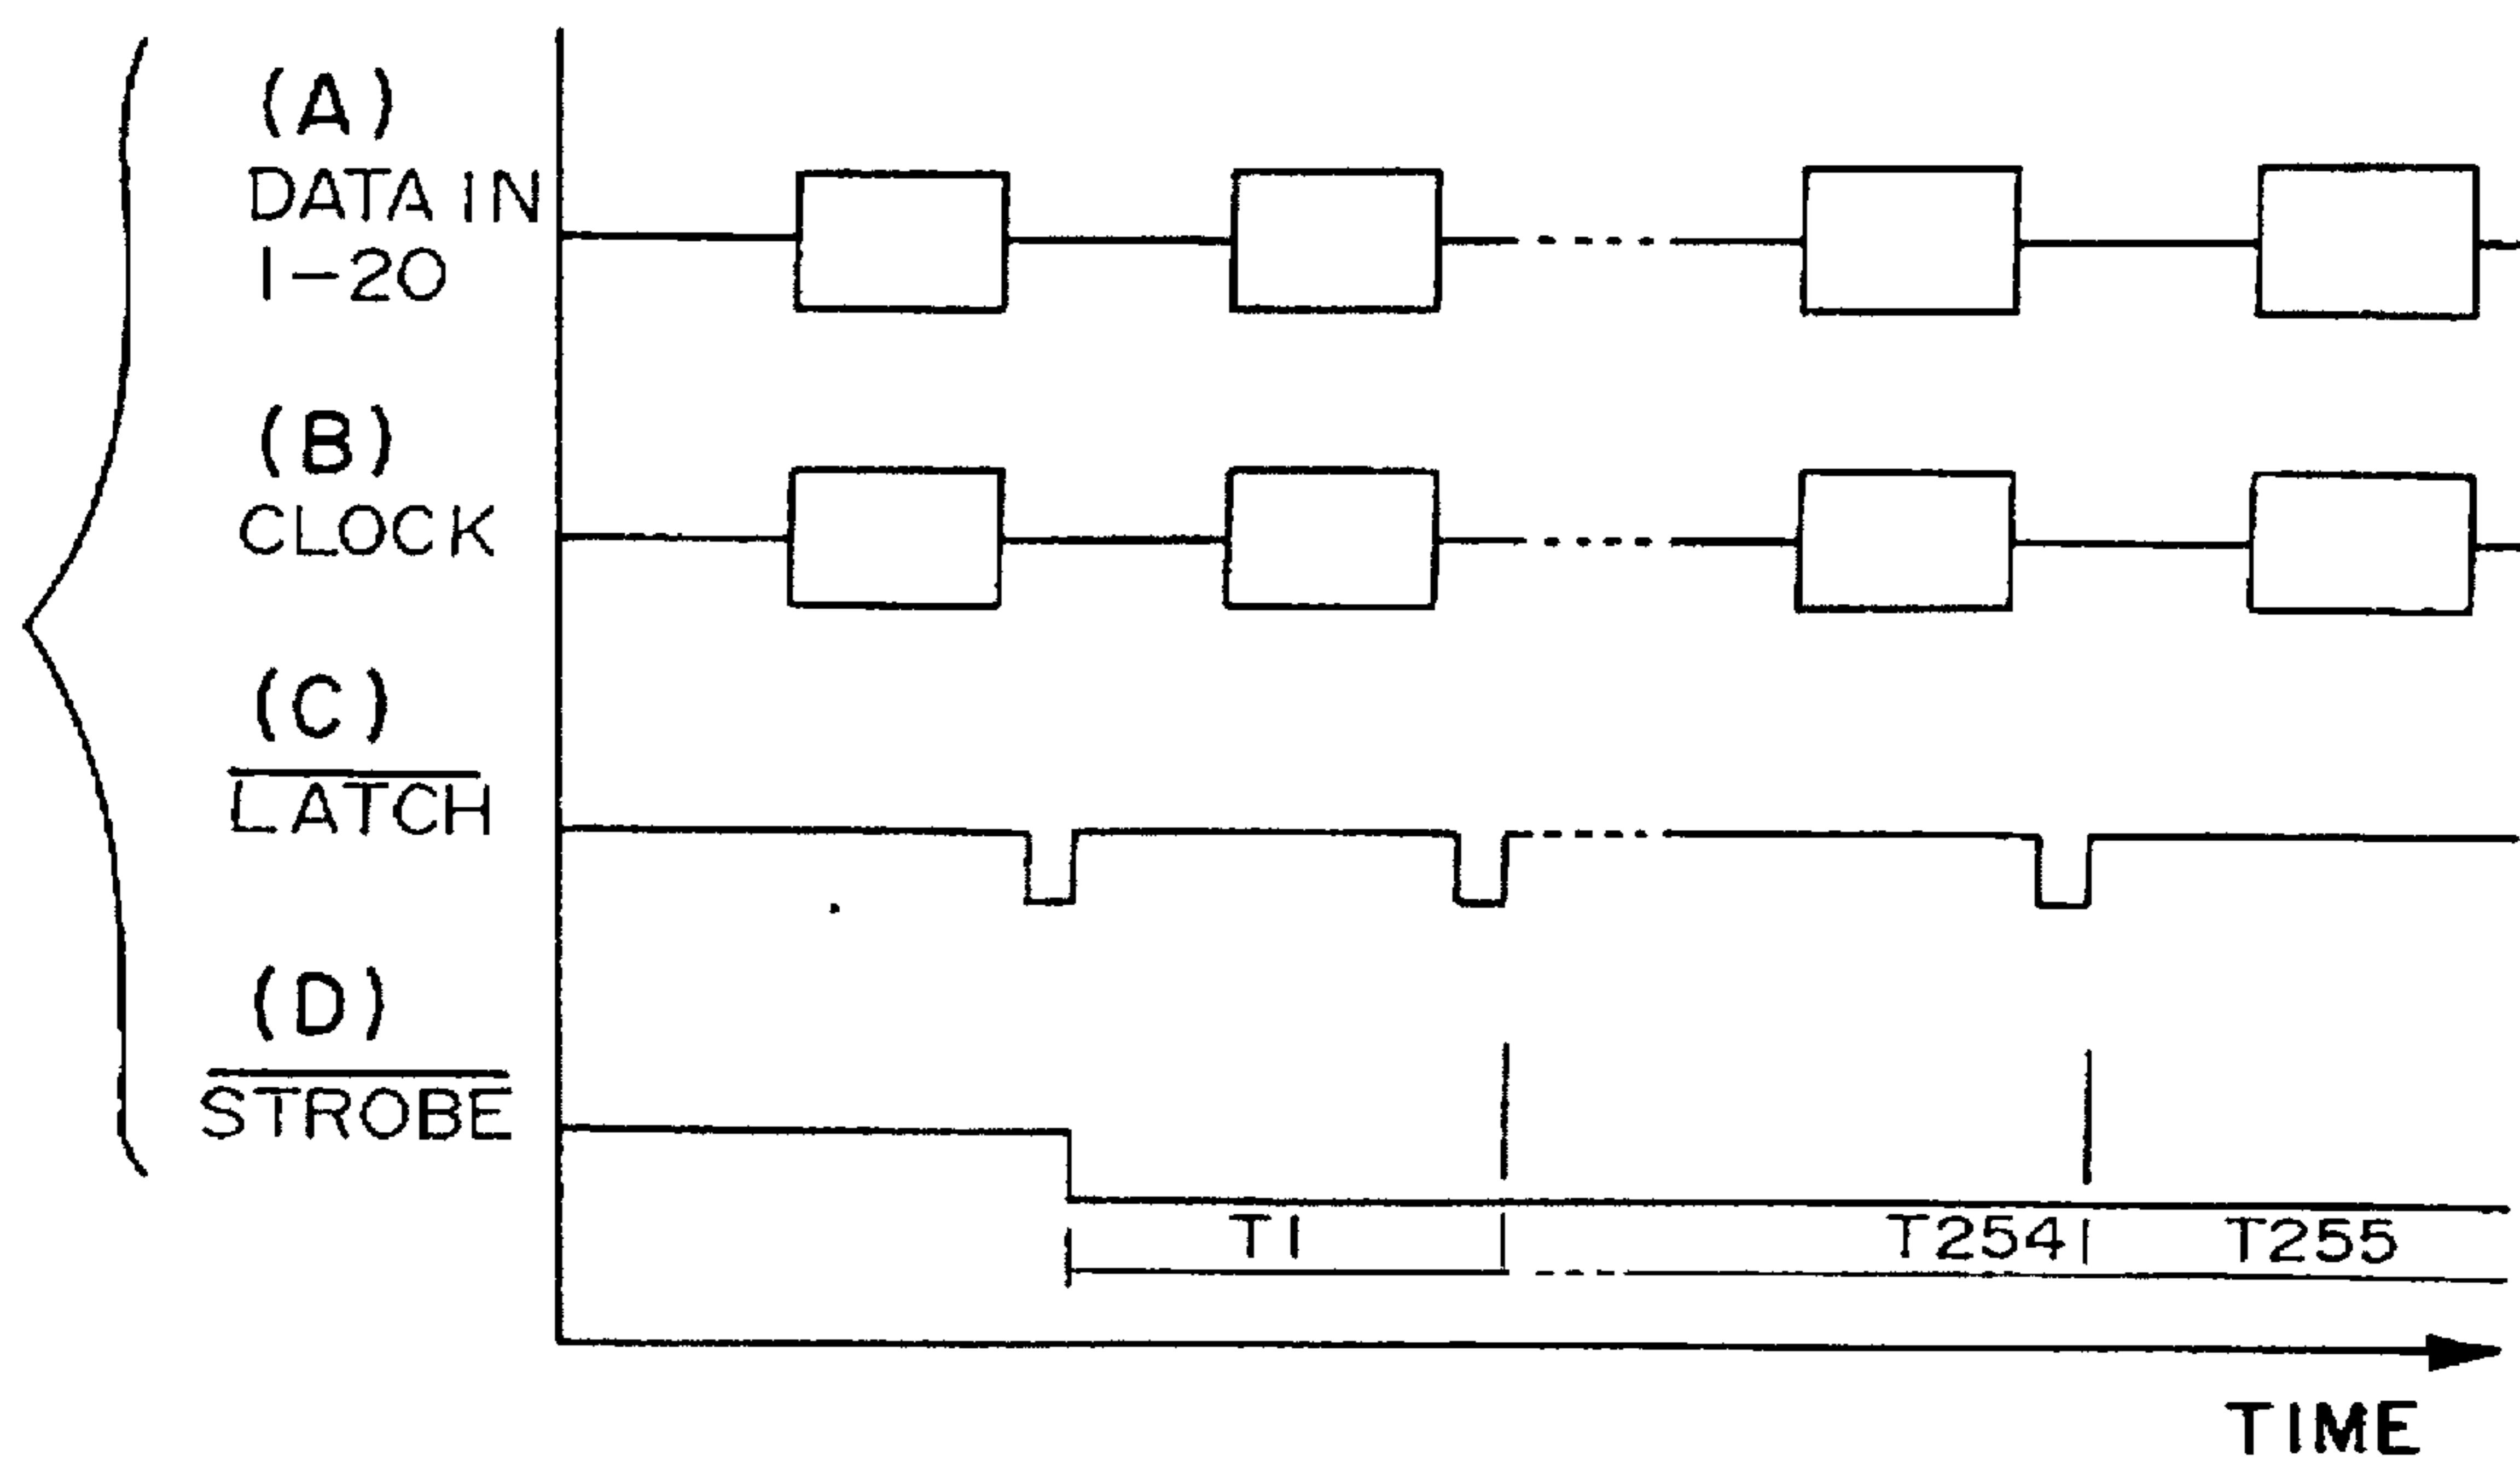 (A)
DATA IN
1-20
(B)
CLOCK
(C)
LATCH
(D)
STROBE
T1
T254
T255
TIME